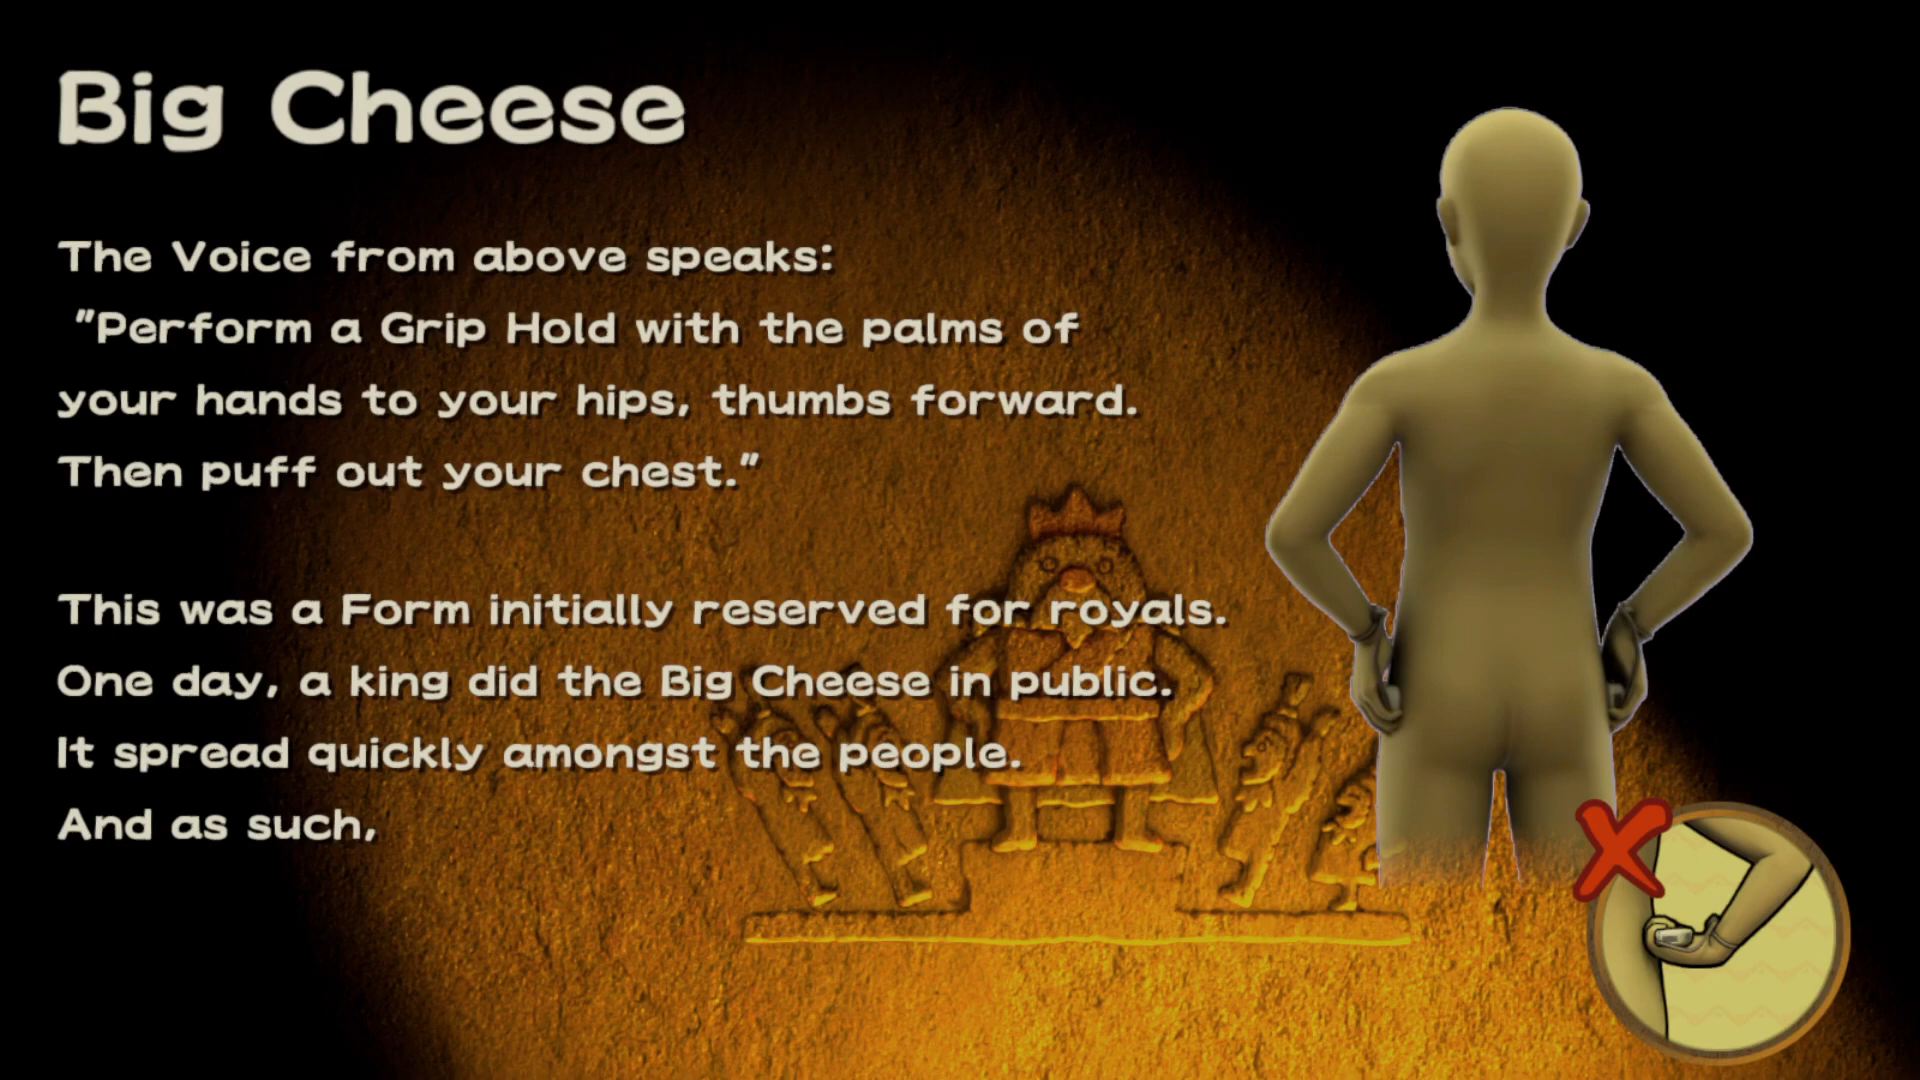 Big Cheese
The Voice from above speaks:
"Perform a Grip Hold with the palms of
your hands to your hips, thumbs forward.
Then puff out your chest."
This was a Form initially reserved for royals.
One day, a king did the Big Cheese in public.
It spread quickly amongst the people.
And as such,